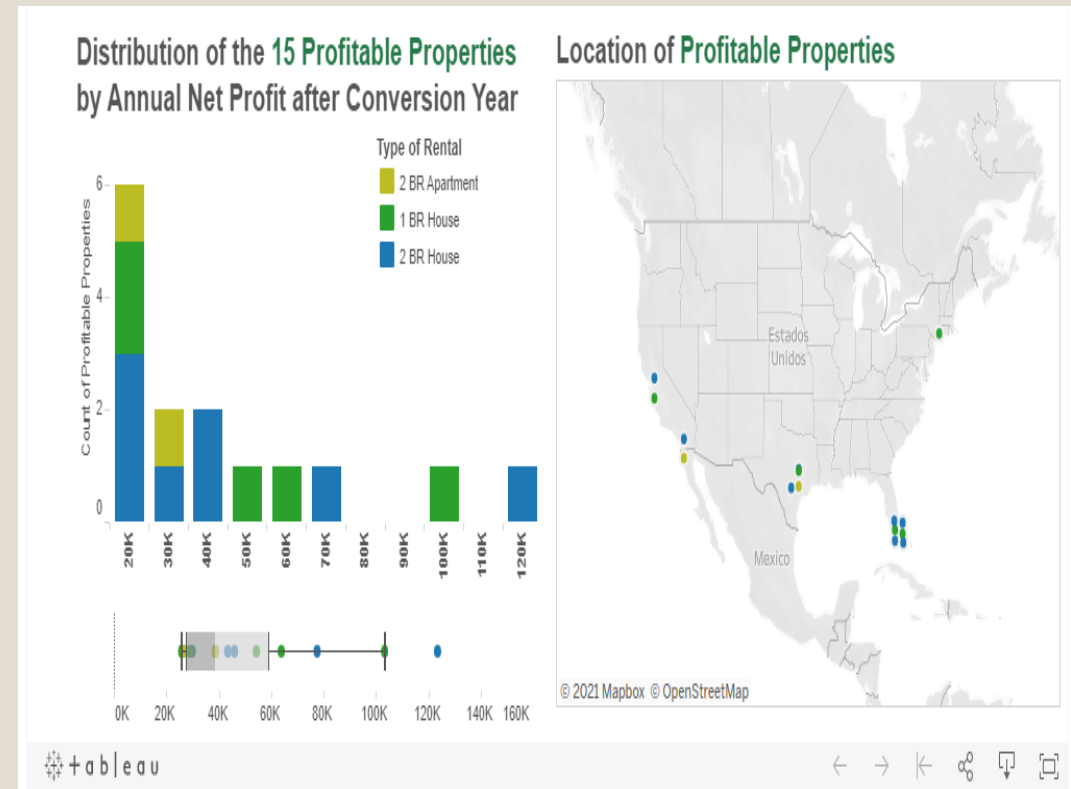 Distribution of the 15 Profitable Properties
by Annual Net Profit after Conversion Year
Type of Rental
2 BR Apartment
1 BR House
2 BR House
Count of Profitable Properties
6
4
2
0
20K 30K 40K 50K 60K 70K 80K 90K 100K 110K 120K
0K 20K 40K 60K 80K 100K 120K 140K 160K
Location of Profitable Properties
Estados
Unidos
Mexico
© 2021 Mapbox © OpenStreetMap
+ableau